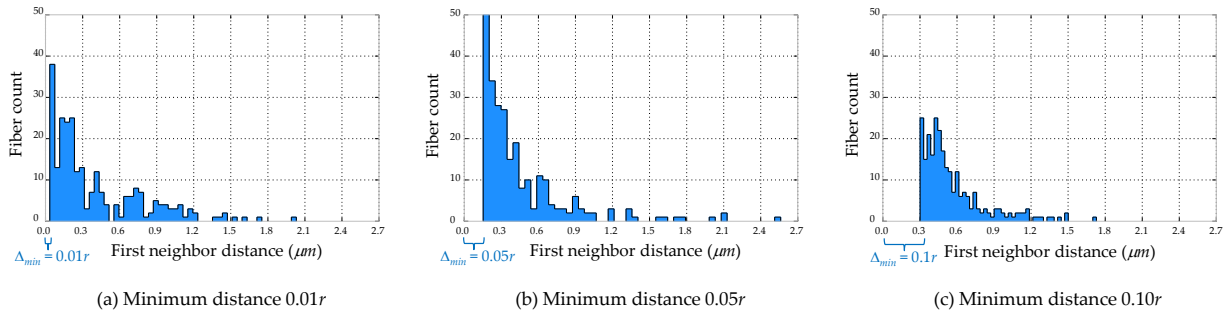 50
40
30
20
10
0
Fiber count
0.0 0.3 0.6 0.9 1.2 1.5 1.8 2.1 2.4 2.7
First neighbor distance (μm)
Δmin = 0.01r
(a) Minimum distance 0.01r
50
40
30
20
10
0
Fiber count
0.0 0.3 0.6 0.9 1.2 1.5 1.8 2.1 2.4 2.7
First neighbor distance (μm)
Δmin = 0.05r
(b) Minimum distance 0.05r
50
40
30
20
10
0
Fiber count
0.0 0.3 0.6 0.9 1.2 1.5 1.8 2.1 2.4 2.7
First neighbor distance (μm)
Δmin = 0.1r
(c) Minimum distance 0.10r